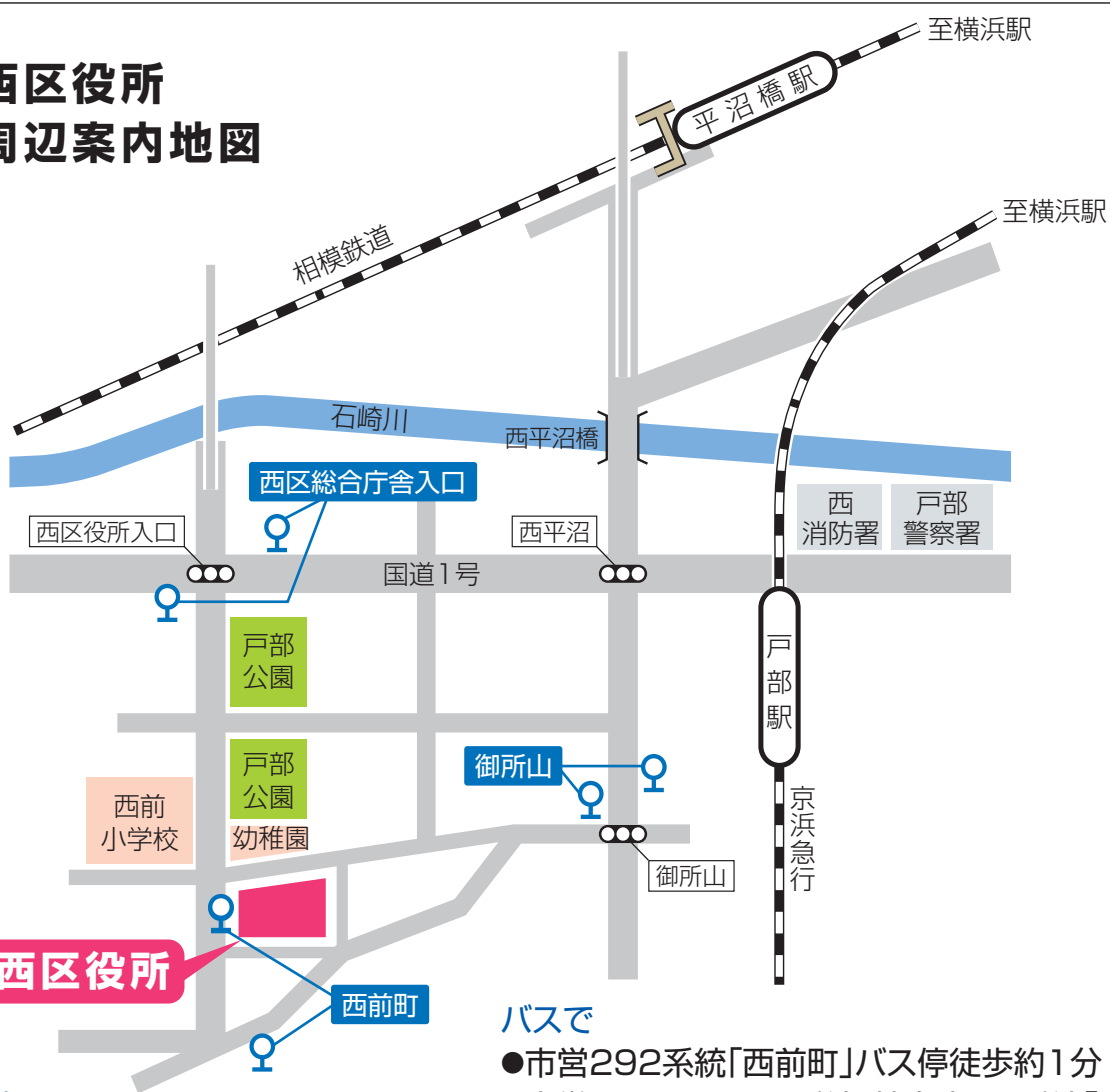 西区役所
周辺案内地図
至横浜駅
平沼橋駅
至横浜駅
相模鉄道
石崎川
西平沼橋
西区総合庁舎入口
西
消防署
戸部
警察署
西区役所入口
西平沼
国道1号
戸部
公園
戸部駅
戸部
公園
御所山
西前
小学校
幼稚園
京浜急行
御所山
西区役所
西前町
バスで
●市営292系統「西前町」バス停徒歩約1分